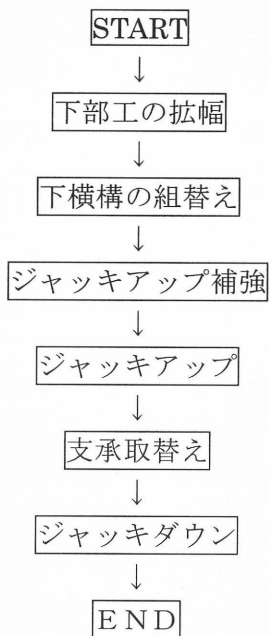 START
↓
下部工の拡幅
↓
下横構の組替え
↓
ジャッキアップ補強
↓
ジャッキアップ
↓
支承取替え
↓
ジャッキダウン
↓
ＥＮＤ